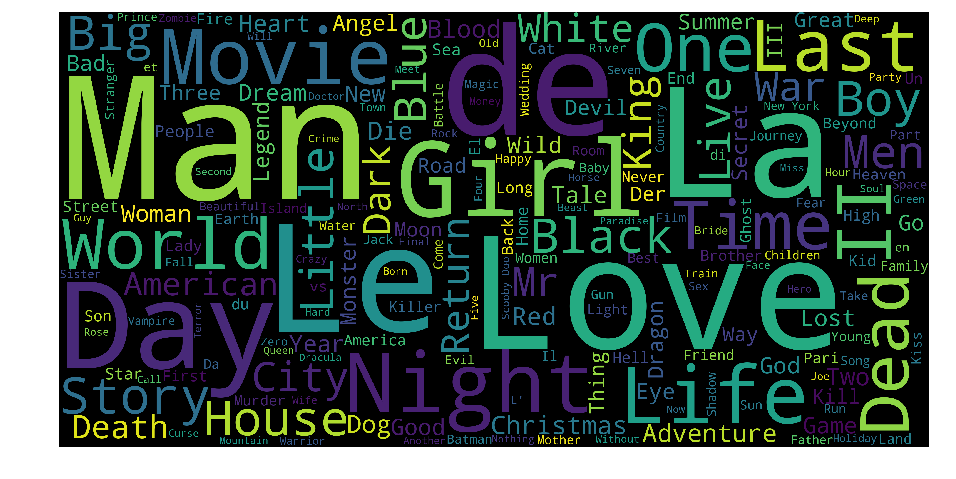 Prince Zombie Fire Heart Angel Blood White One Last Summer Great Deep
Big Will Movie Blue Sea Old Cat River Seven End III Party Un
Bad Stranger et Three Dream Doctor New Meet Battle de Magic Money Wedding Devil King Live War New York Boy
Man People Legend Town Die Rock El Wild Room Country La Secret Journey Beyond Part Men
Second Crime Dark Girl Happy Baby Never di Miss Hour Heaven
Street Guy Woman Beautiful Island Little North Road Four Long Horse Tale Der Fear Soul Space
World Earth Water Jack Moon Final Return Back Home Beast Paradise Film Bride Time Ghost II High Go
Lady Fall Le Women Black Best Brother Face Children Kid en Family
Sister American Crazy Born vs Monster Come Mr Scooby Doo Love Train Sex Hero Take Dead
Day Son Rose Vampire du Terror Hard Killer Five Red Gun Light Dragon Way Lost Young
Zero Year America Evil Il Hell Friend God Pari Song Kiss Green
Story Star Call First Da Queen Dracula City Night Thing Eye Life Shadow Now Sun Joe Two Kill Run
Murder Wife L'
Death Curse House Dog Good Batman Christmas Adventure Game
Mountain Warrior Another Nothing Mother Without Father Holiday Land